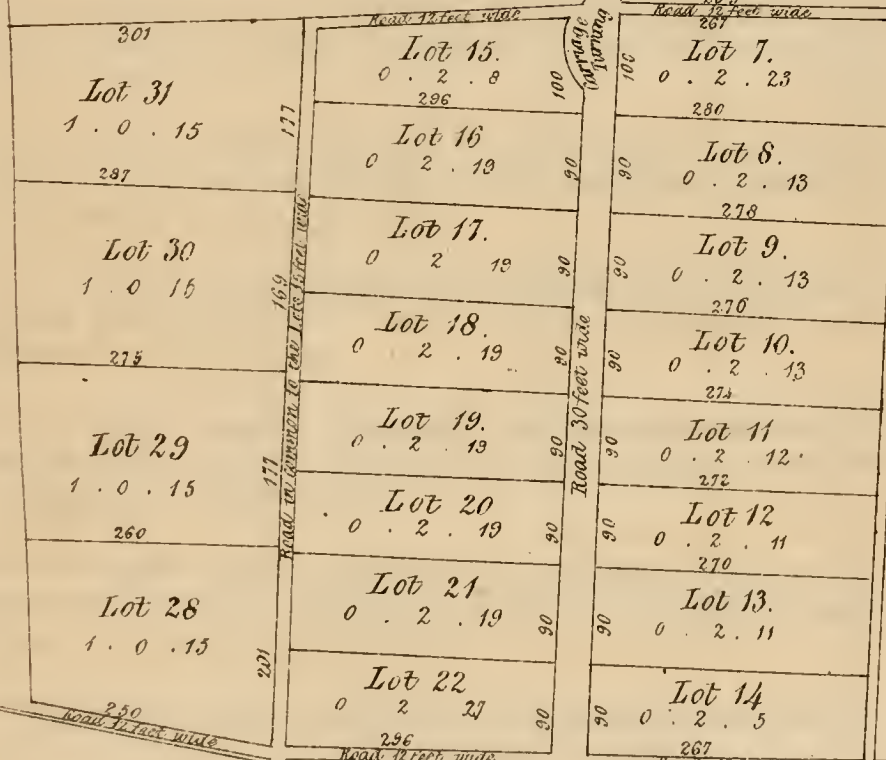 Road 12 feet wide
Road 12 feet wide
301
Lot 31
1 . 0 . 15
177
287
Lot 30
1 . 0 15
169
275
Lot 29
1 . 0 . 15
177
260
Lot 28
1 . 0 . 15
201
250
Road 12 feet wide
Road in common to the Lots 15 feet wide
Lot 15.
0 . 2 . 8
100
296
Lot 16
0 2 . 19
90
Lot 17.
0 2 19
90
Lot 18.
0 2 . 19
90
Lot 19.
0 . 2 . 19
90
Lot 20
0 . 2 . 19
90
Lot 21
0 . 2 . 19
90
Lot 22
0 2 27
90
296
Road 12 feet wide
Carriage
Turning
Road 30 feet wide
267
Lot 7.
0 . 2 . 23
100
280
Lot 8.
0 . 2 . 13
90
278
Lot 9.
0 . 2 . 13
90
276
Lot 10.
0 . 2 . 13
90
Lot 11
0 . 2 . 12
90
272
Lot 12
0 . 2 . 11
90
270
Lot 13.
0 . 2 . 11
90
Lot 14
0 . 2 . 5
90
267